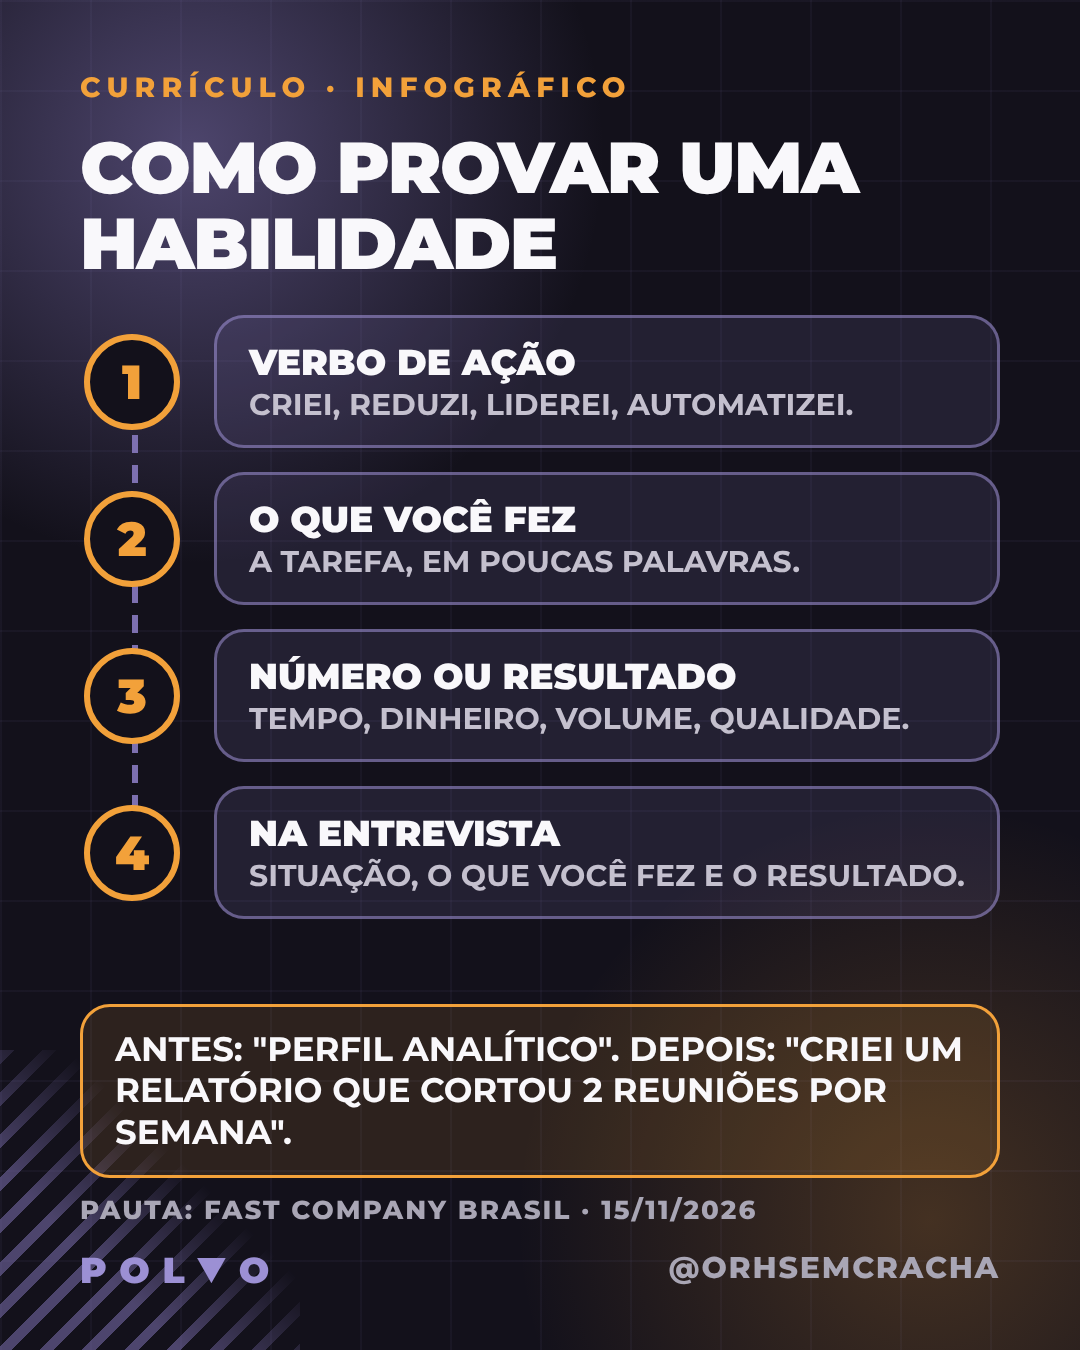 CURRÍCULO · INFOGRÁFICO
COMO PROVAR UMA
HABILIDADE
1
VERBO DE AÇÃO
CRIEI, REDUZI, LIDEREI, AUTOMATIZEI.
2
O QUE VOCÊ FEZ
A TAREFA, EM POUCAS PALAVRAS.
3
NÚMERO OU RESULTADO
TEMPO, DINHEIRO, VOLUME, QUALIDADE.
4
NA ENTREVISTA
SITUAÇÃO, O QUE VOCÊ FEZ E O RESULTADO.
ANTES: "PERFIL ANALÍTICO". DEPOIS: "CRIEI UM
RELATÓRIO QUE CORTOU 2 REUNIÕES POR
SEMANA".
PAUTA: FAST COMPANY BRASIL · 15/11/2026
POL▼O
@ORHSEMCRACHA